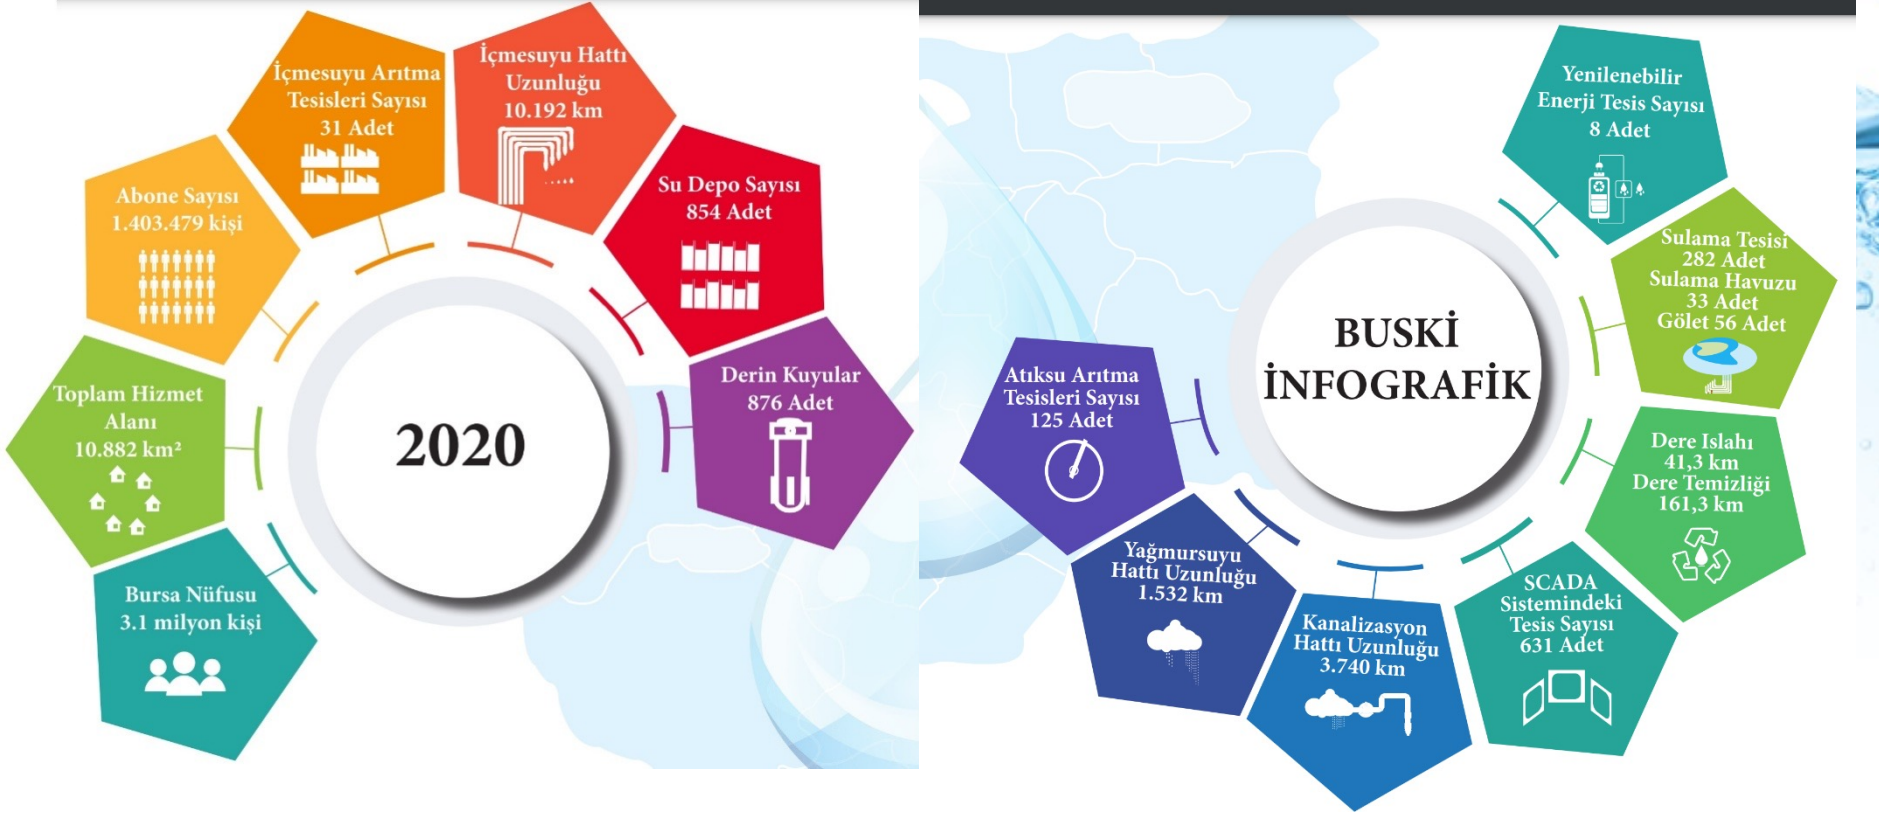 İçmesuyu Arıtma
Tesisleri Sayısı
31 Adet
İçmesuyu Hattı
Uzunluğu
10.192 km
Abone Sayısı
1.403.479 kişi
Su Depo Sayısı
854 Adet
Toplam Hizmet
Alanı
10.882 km²
Derin Kuyular
876 Adet
Bursa Nüfusu
3.1 milyon kişi
2020
Yenilenebilir
Enerji Tesis Sayısı
8 Adet
Sulama Tesisi
282 Adet
Sulama Havuzu
33 Adet
Gölet 56 Adet
BUSKİ
İNFOGRAFİK
Atıksu Arıtma
Tesisleri Sayısı
125 Adet
Dere Islahı
41,3 km
Dere Temizliği
161,3 km
Yağmursuyu
Hattı Uzunluğu
1.532 km
Kanalizasyon
Hattı Uzunluğu
3.740 km
SCADA
Sistemindeki
Tesis Sayısı
631 Adet